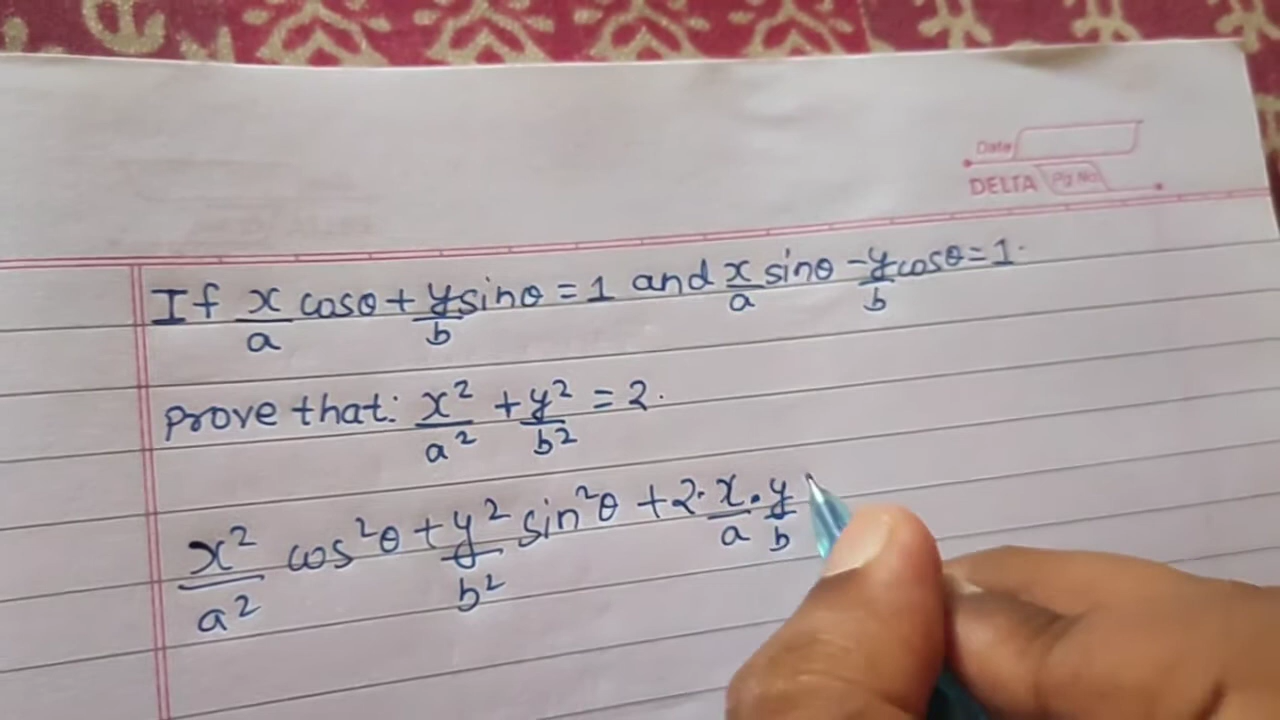 Date
DELTA Pg No
If x/a cosθ + y/b sinθ = 1 and x/a sinθ - y/b cosθ = 1.
Prove that: x²/a² + y²/b² = 2.
x²/a² cos²θ + y²/b² sin²θ + 2·x/a·y/b